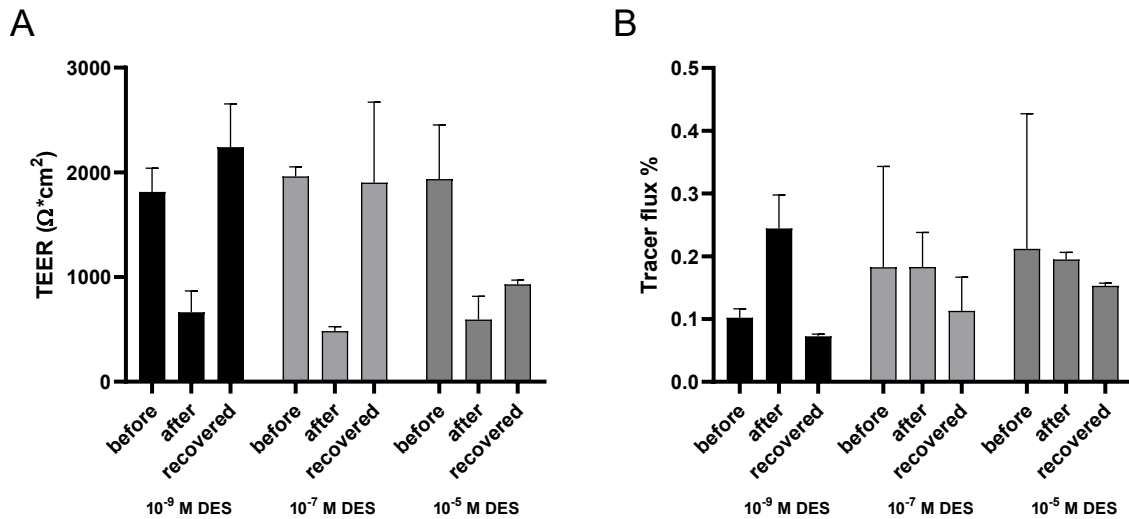 A
TEER (Ω*cm²)
3000
2000
1000
0
before after recovered before after recovered before after recovered
10⁻⁹ M DES 10⁻⁷ M DES 10⁻⁵ M DES
B
Tracer flux %
0.5
0.4
0.3
0.2
0.1
0.0
before after recovered before after recovered before after recovered
10⁻⁹ M DES 10⁻⁷ M DES 10⁻⁵ M DES